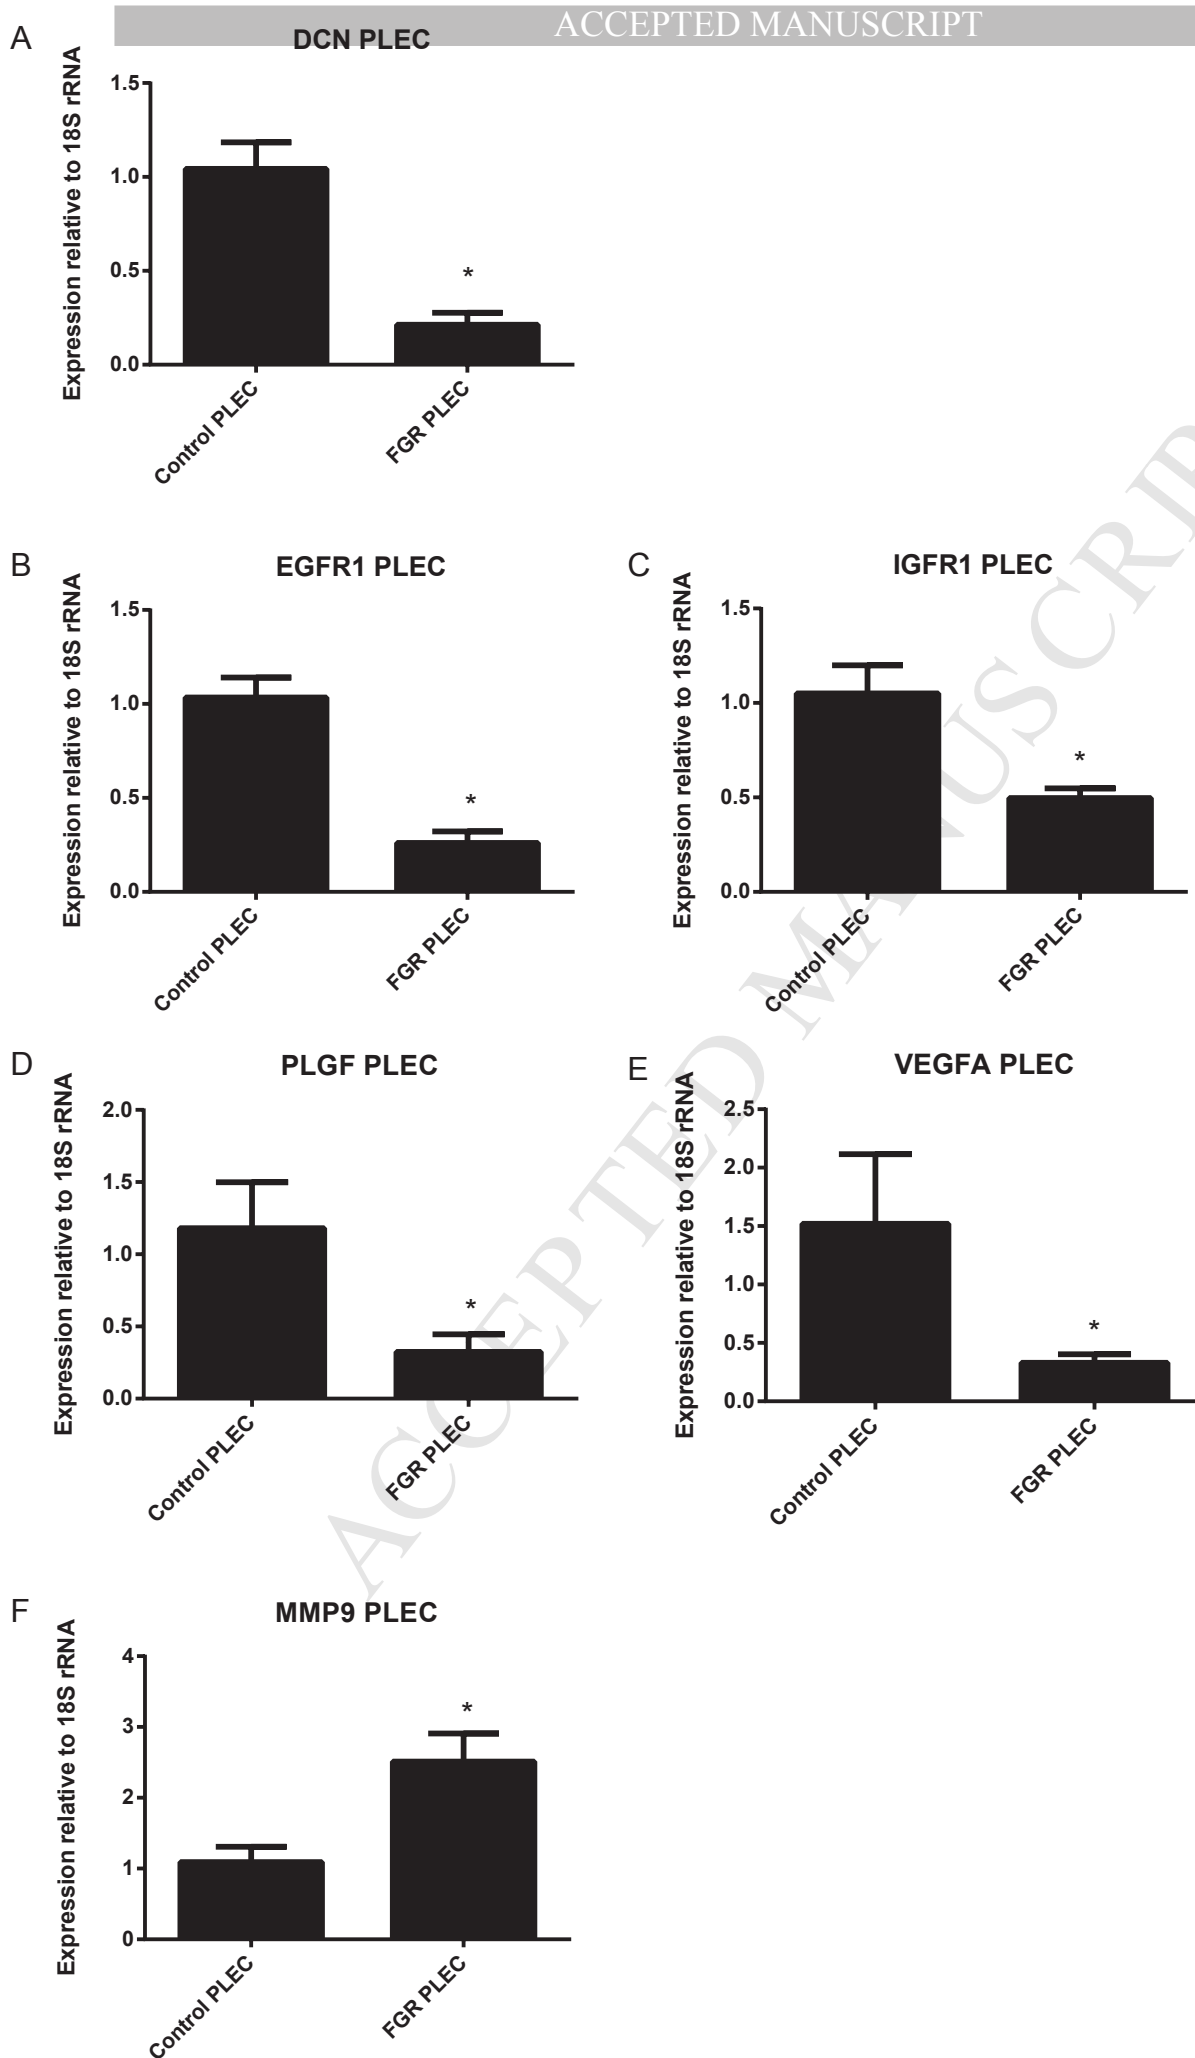 ACCEPTED MANUSCRIPT
A
DCN PLEC
Expression relative to 18S rRNA
1.5
1.0
0.5
0.0
*
Control PLEC
FGR PLEC
B
EGFR1 PLEC
Expression relative to 18S rRNA
1.5
1.0
0.5
0.0
*
Control PLEC
FGR PLEC
C
IGFR1 PLEC
Expression relative to 18S rRNA
1.5
1.0
0.5
0.0
*
Control PLEC
FGR PLEC
D
PLGF PLEC
Expression relative to 18S rRNA
2.0
1.5
1.0
0.5
0.0
*
Control PLEC
FGR PLEC
E
VEGFA PLEC
Expression relative to 18S rRNA
2.5
2.0
1.5
1.0
0.5
0.0
*
Control PLEC
FGR PLEC
F
MMP9 PLEC
Expression relative to 18S rRNA
4
3
2
1
0
*
Control PLEC
FGR PLEC
ACCEPTED MANUSCRIP